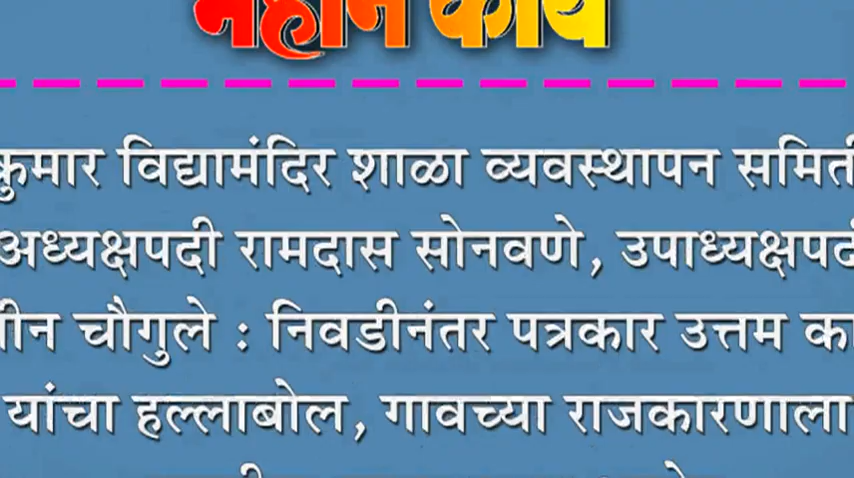 महान कार्य
कुमार विद्यामंदिर शाळा व्यवस्थापन समिती
अध्यक्षपदी रामदास सोनवणे, उपाध्यक्षपदी
चौगुले : निवडीनंतर पत्रकार उत्तम
यांचा हल्लाबोल, गावच्या राजकारणाला